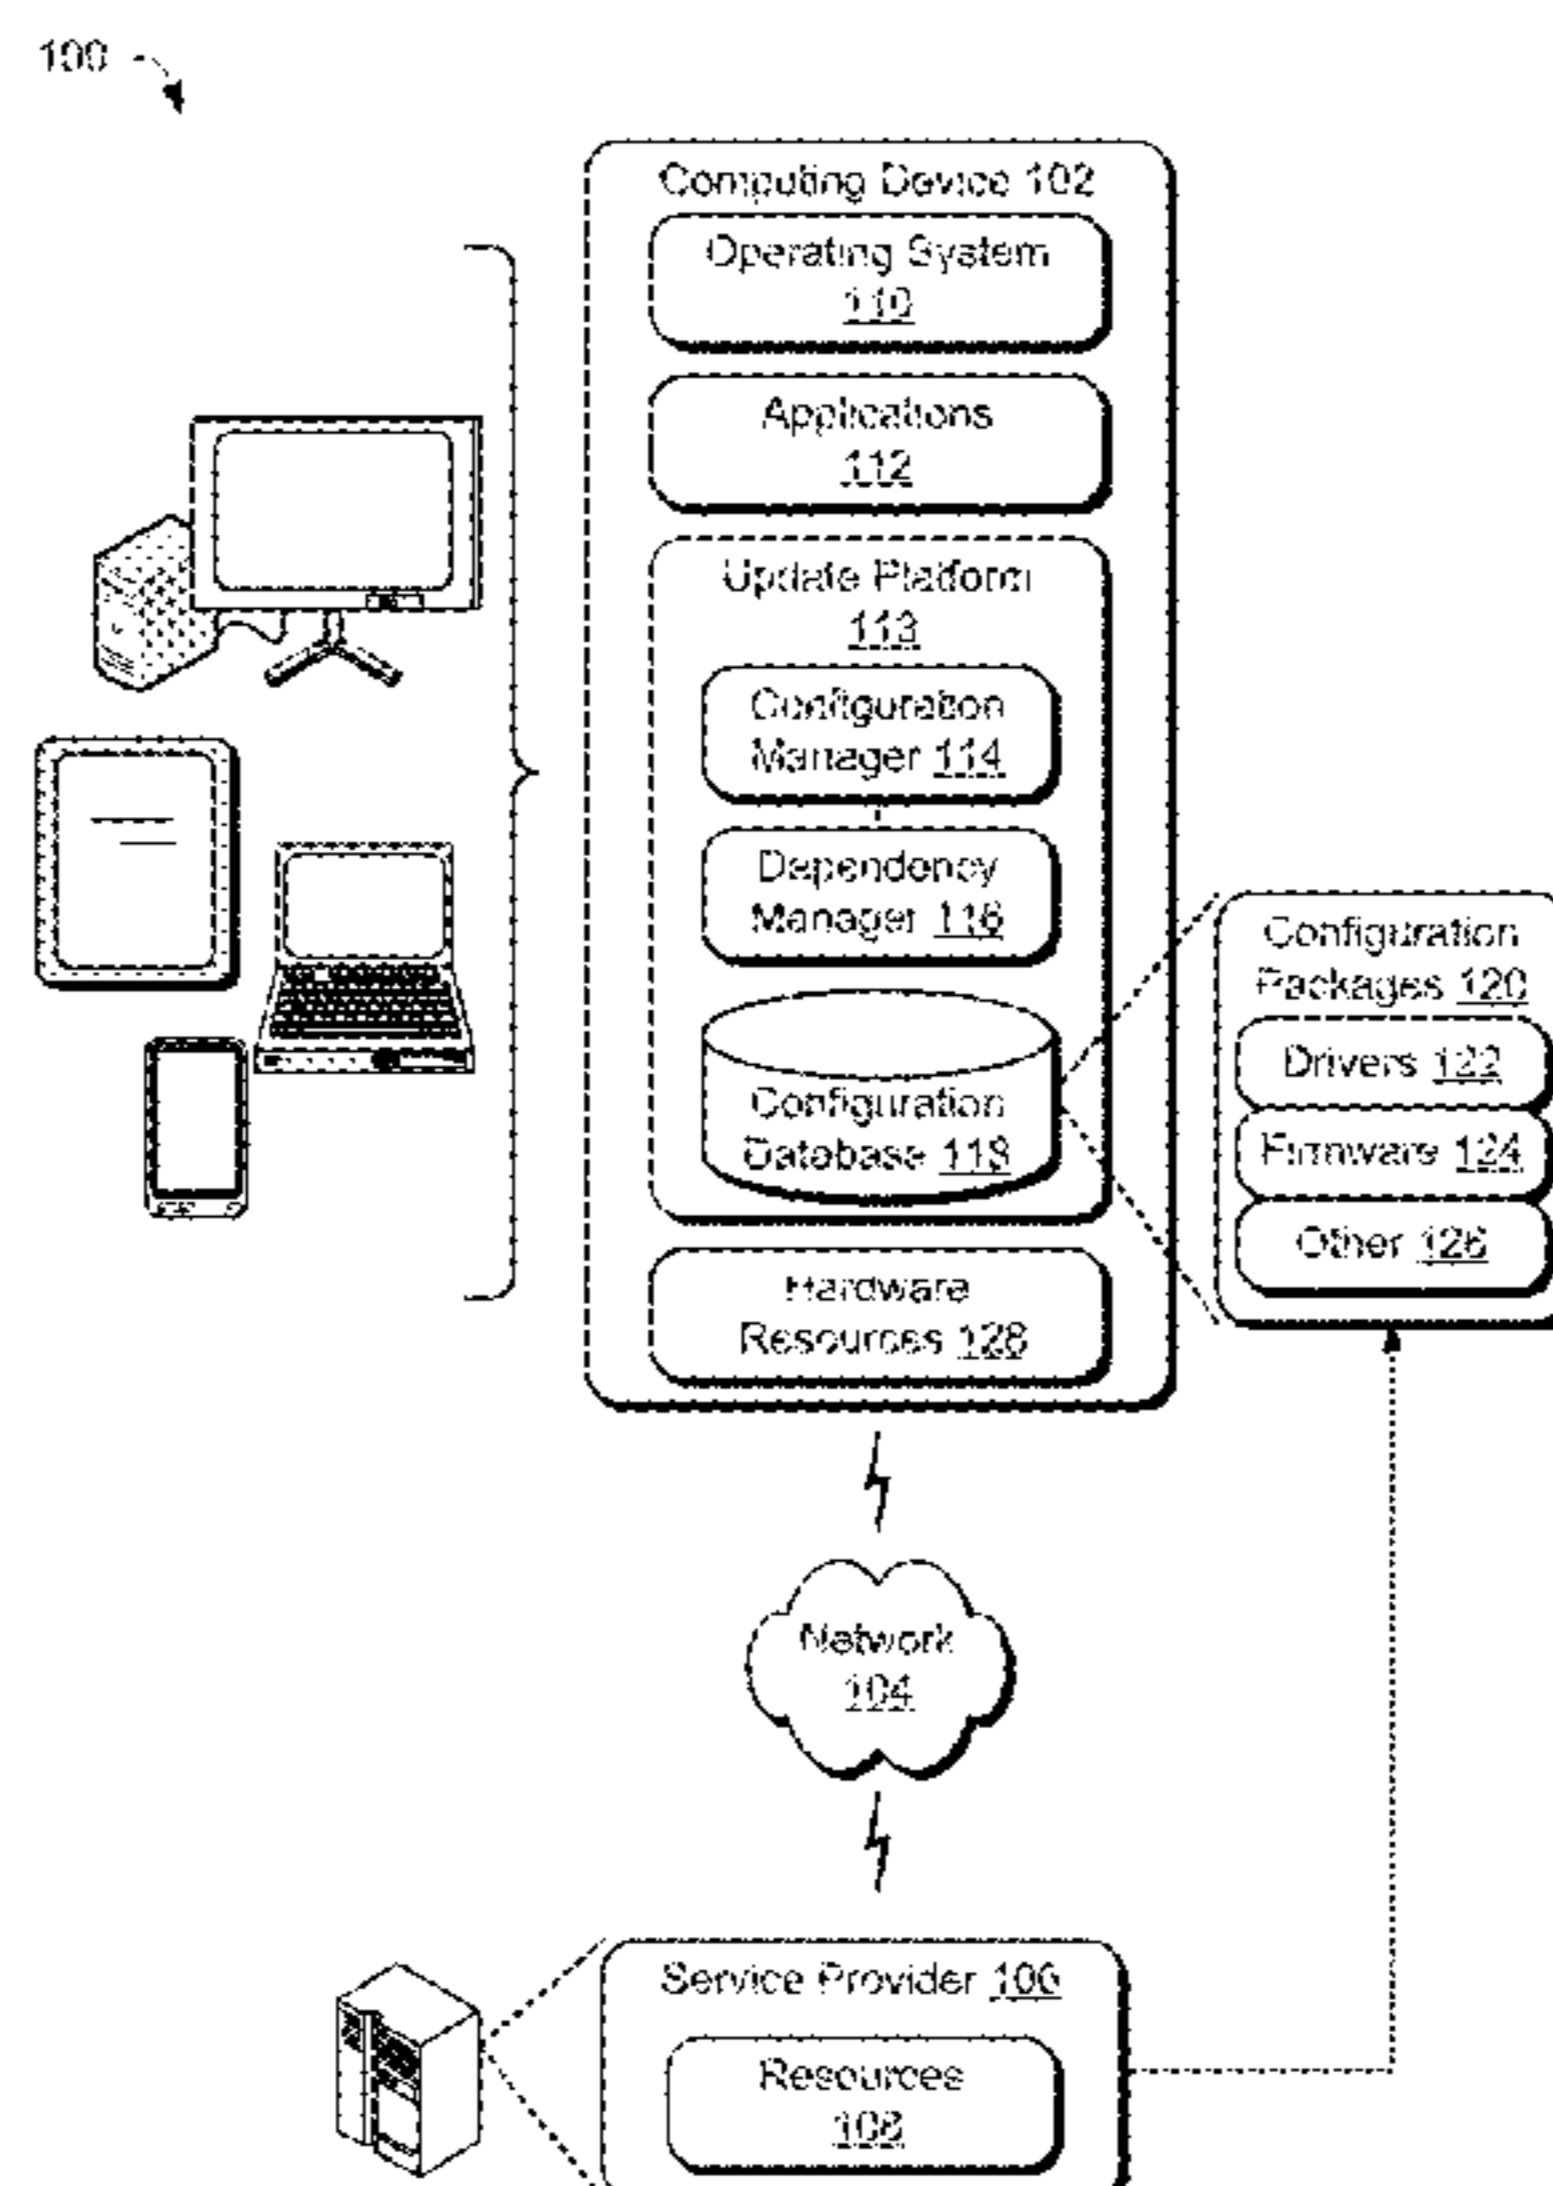 100
Computing Device 102
Operating System
110
Applications
112
Update Platform
113
Configuration
Manager 114
Dependency
Manager 116
Configuration
Database 118
Hardware
Resources 128
Configuration
Packages 120
Drivers 122
Firmware 124
Other 126
Network
104
Service Provider 106
Resources
108